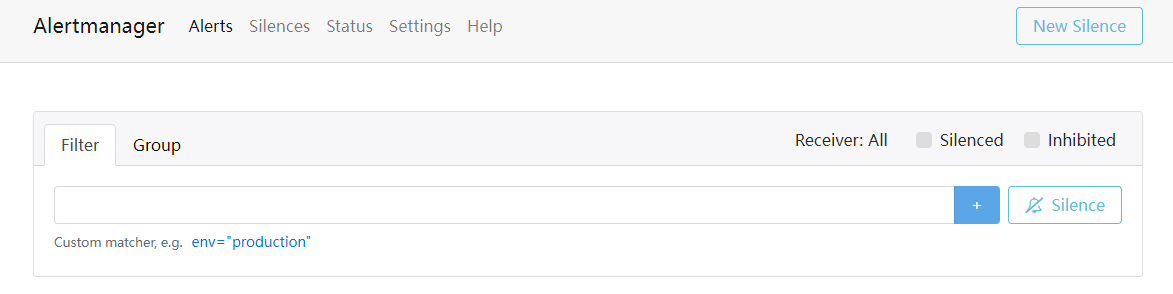 Alertmanager Alerts Silences Status Settings Help New Silence
Filter Group Receiver: All Silenced Inhibited
+ Silence
Custom matcher, e.g. env="production"